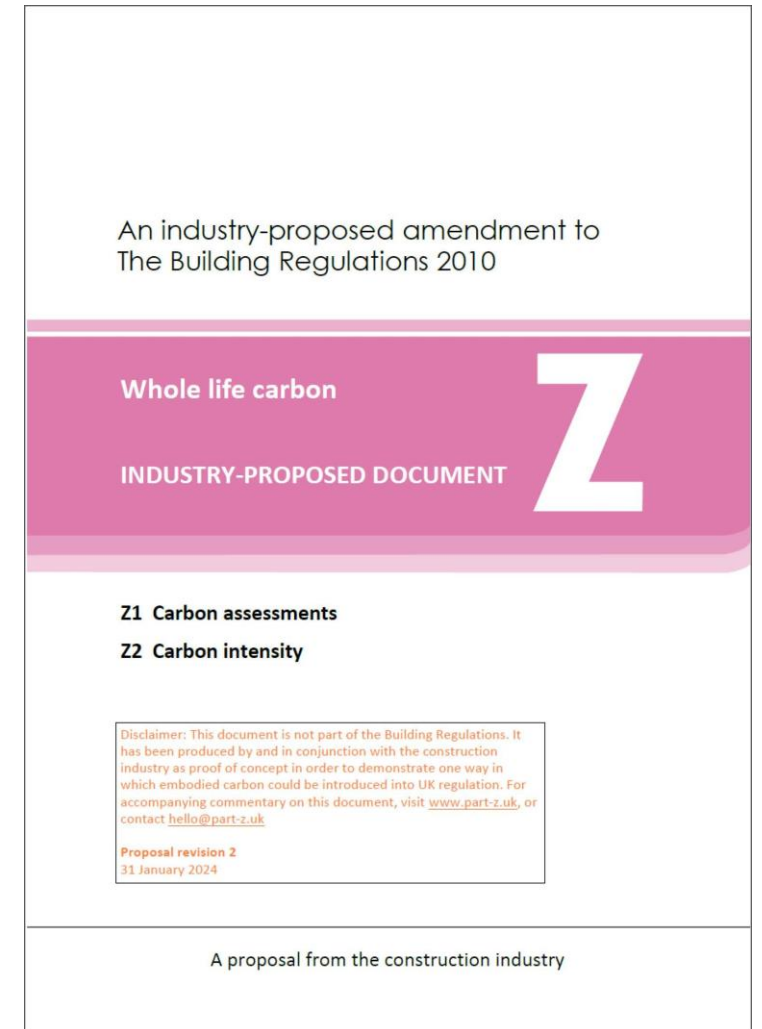 An industry-proposed amendment to
The Building Regulations 2010
Whole life carbon
Z
INDUSTRY-PROPOSED DOCUMENT
Z1 Carbon assessments
Z2 Carbon intensity
Disclaimer: This document is not part of the Building Regulations. It
has been produced by and in conjunction with the construction
industry as proof of concept in order to demonstrate one way in
which embodied carbon could be introduced into UK regulation. For
accompanying commentary on this document, visit www.part-z.uk, or
contact hello@part-z.uk
Proposal revision 2
31 January 2024
A proposal from the construction industry